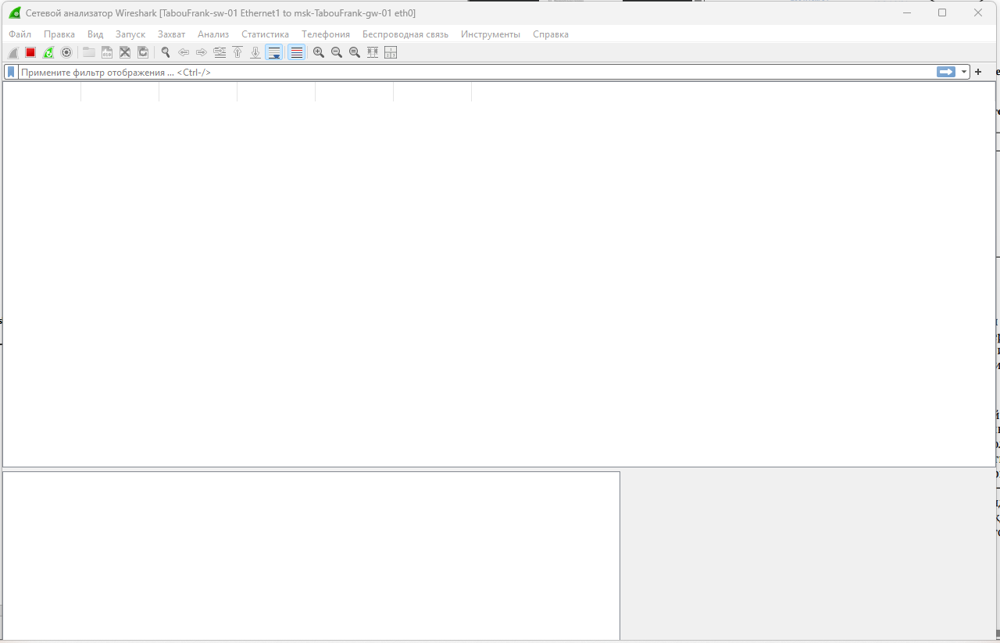 Сетевой анализатор Wireshark [TabouFrank-sw-01 Ethernet1 to msk-TabouFrank-gw-01 eth0]
Файл Правка Вид Запуск Захват Анализ Статистика Телефония Беспроводная связь Инструменты Справка
Примените фильтр отображения ... <Ctrl-/>